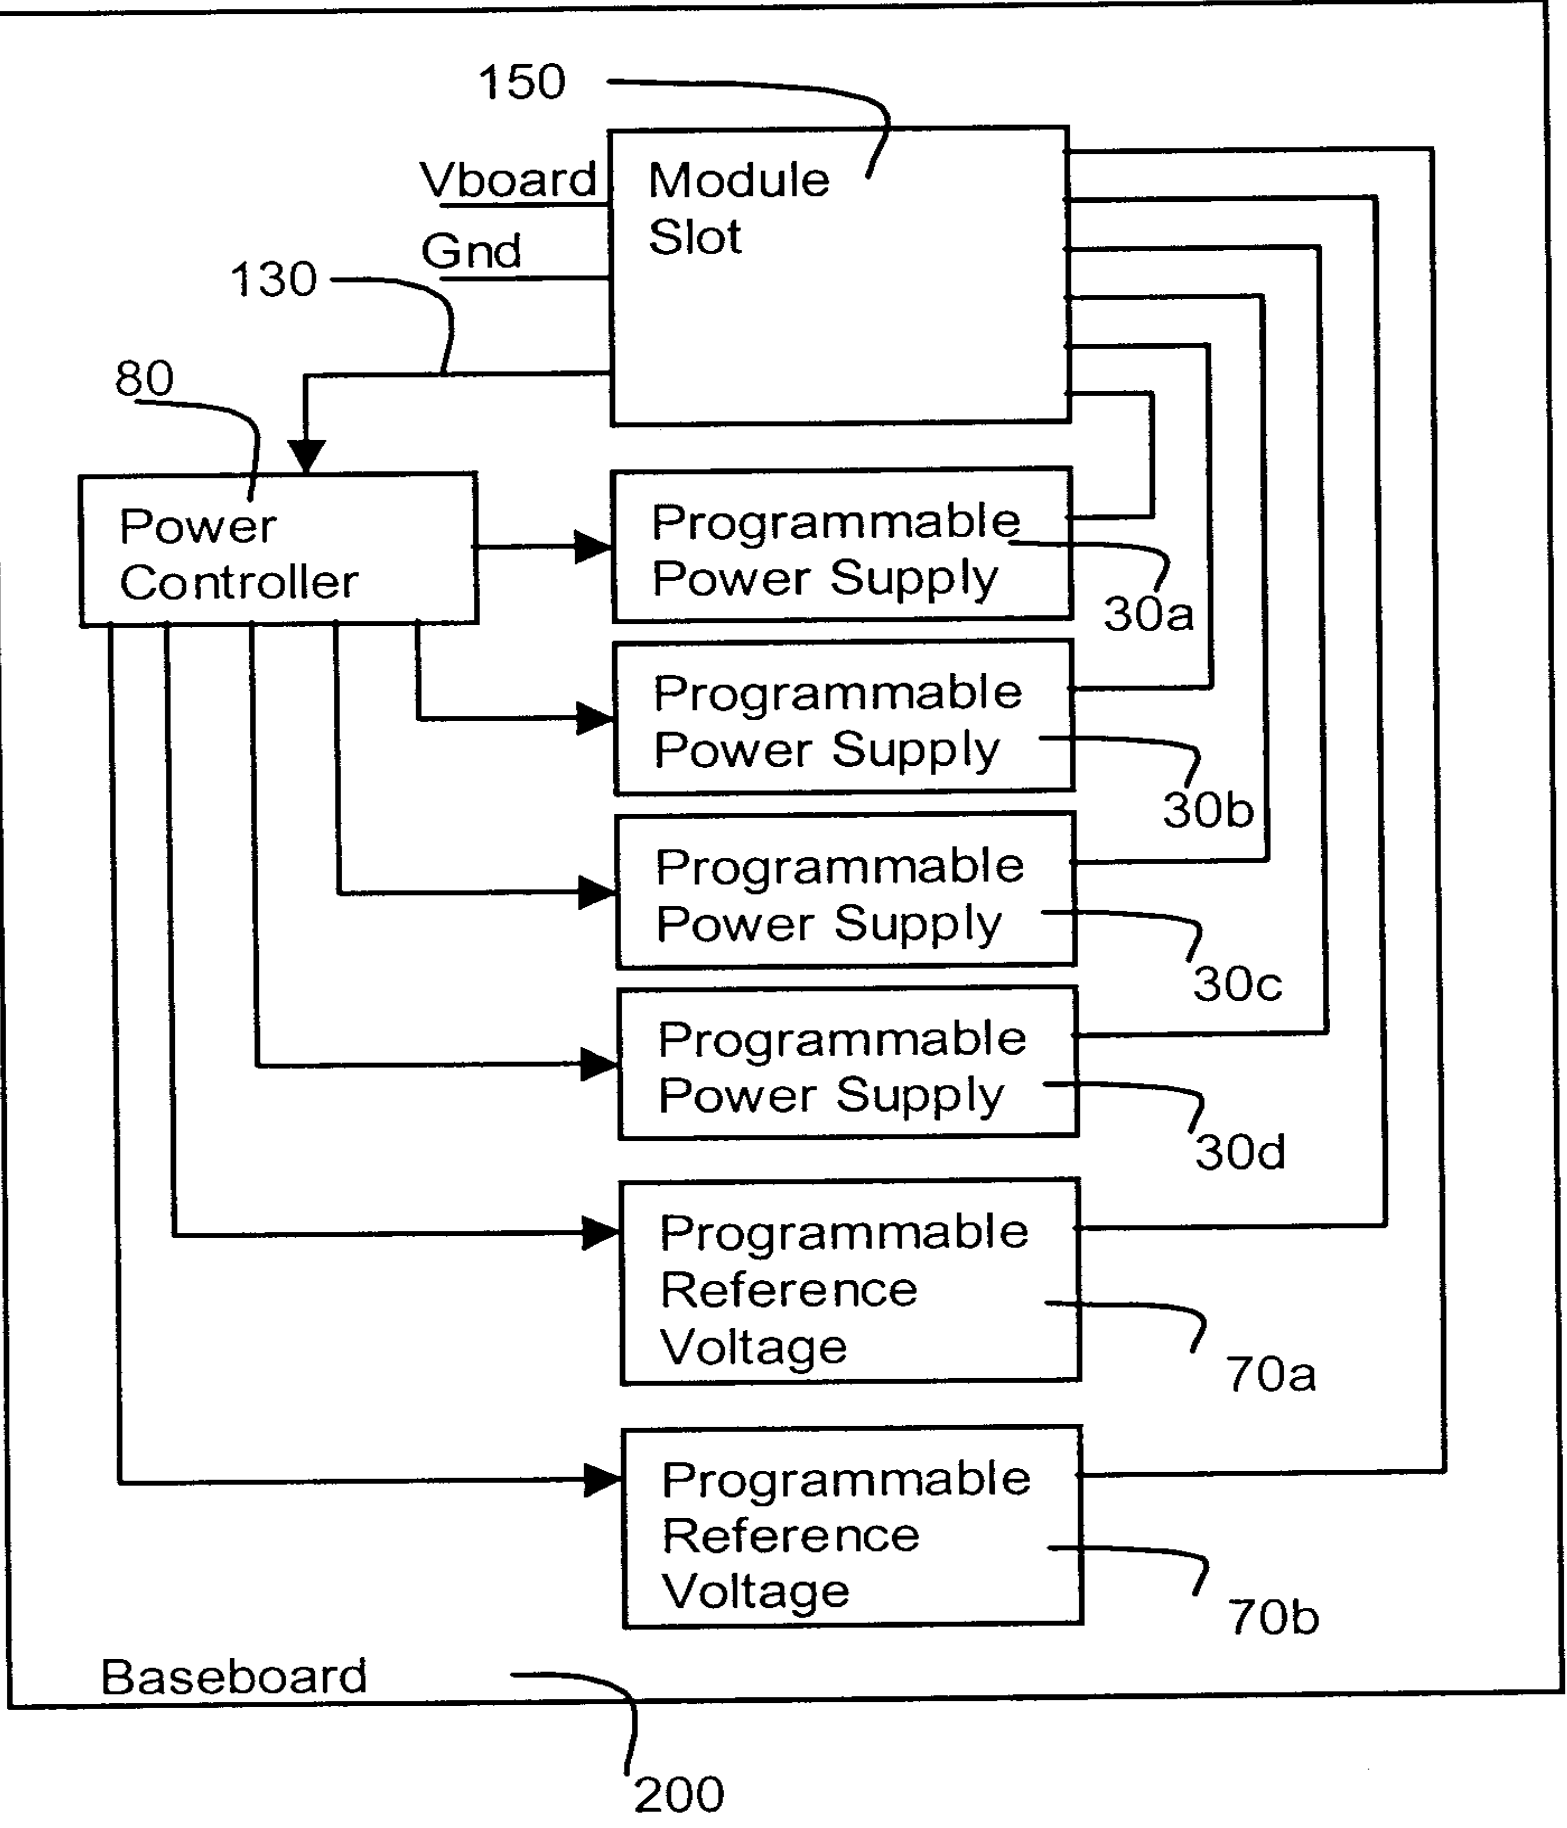 150
Vboard
Module
Slot
Gnd
130
80
Power
Controller
Programmable
Power Supply
30a
Programmable
Power Supply
30b
Programmable
Power Supply
30c
Programmable
Power Supply
30d
Programmable
Reference
Voltage
70a
Programmable
Reference
Voltage
70b
Baseboard
200